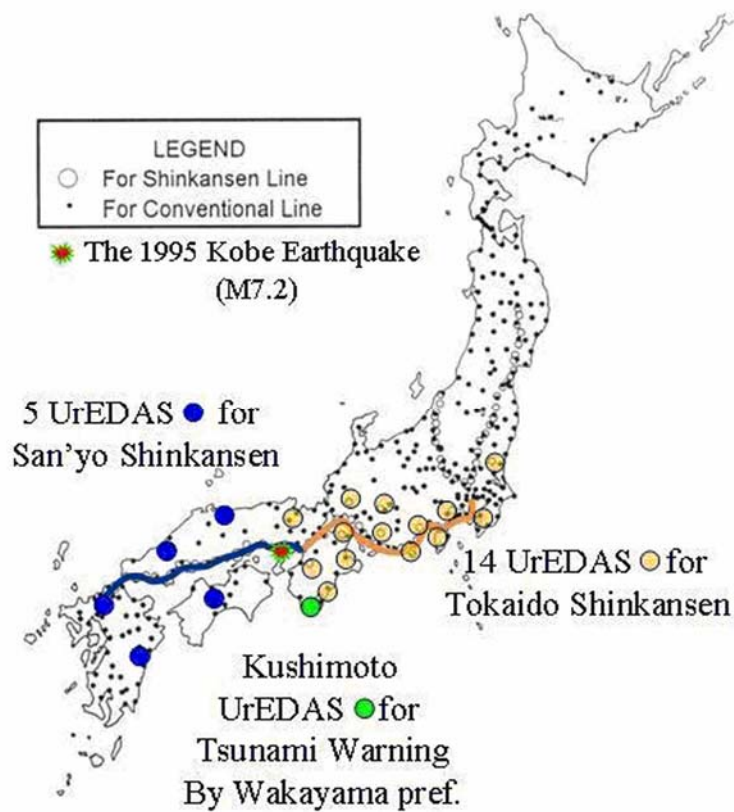 LEGEND
For Shinkansen Line
For Conventional Line
The 1995 Kobe Earthquake
(M7.2)
5 UrEDAS for
San'yo Shinkansen
14 UrEDAS for
Tokaido Shinkansen
Kushimoto
UrEDAS for
Tsunami Warning
By Wakayama pref.